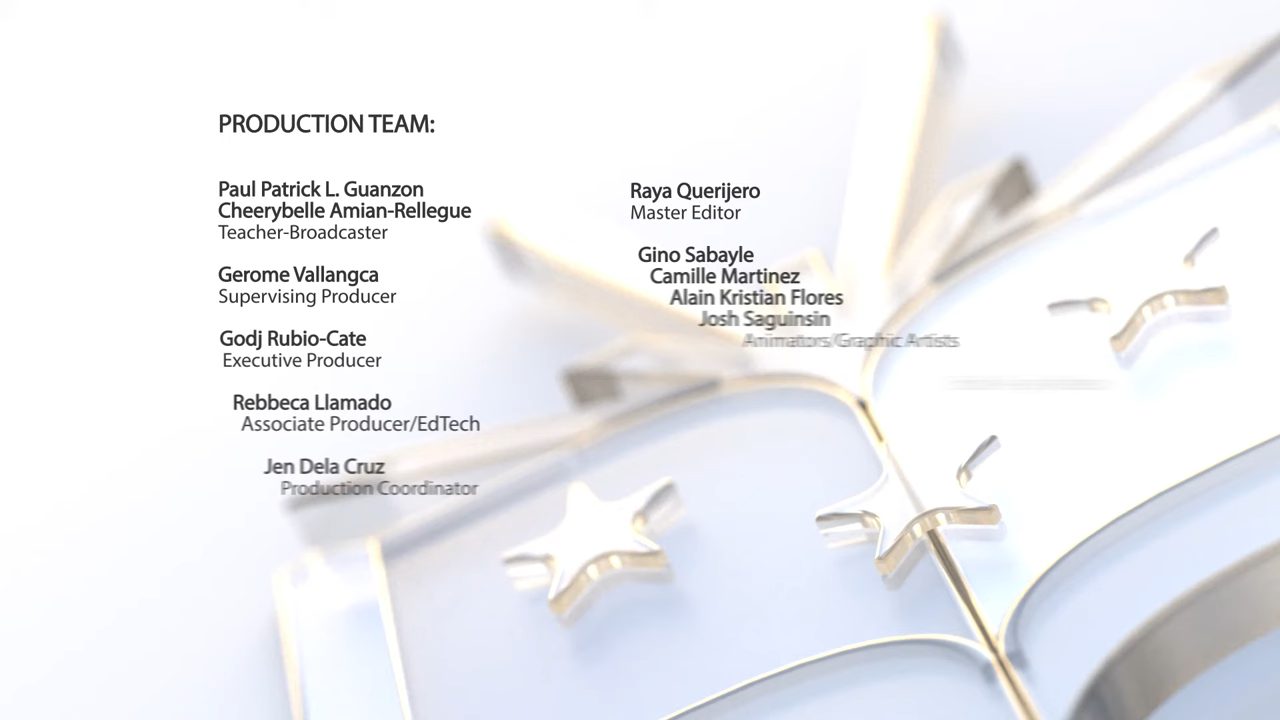 PRODUCTION TEAM:
Paul Patrick L. Guanzon
Cheerybelle Amian-Rellegue
Teacher-Broadcaster
Gerome Vallangca
Supervising Producer
Godj Rubio-Cate
Executive Producer
Rebbeca Llamado
Associate Producer/EdTech
Jen Dela Cruz
Production Coordinator
Raya Querijero
Master Editor
Gino Sabayle
Camille Martinez
Alain Kristian Flores
Josh Saguinsin
Animators/Graphic Artists